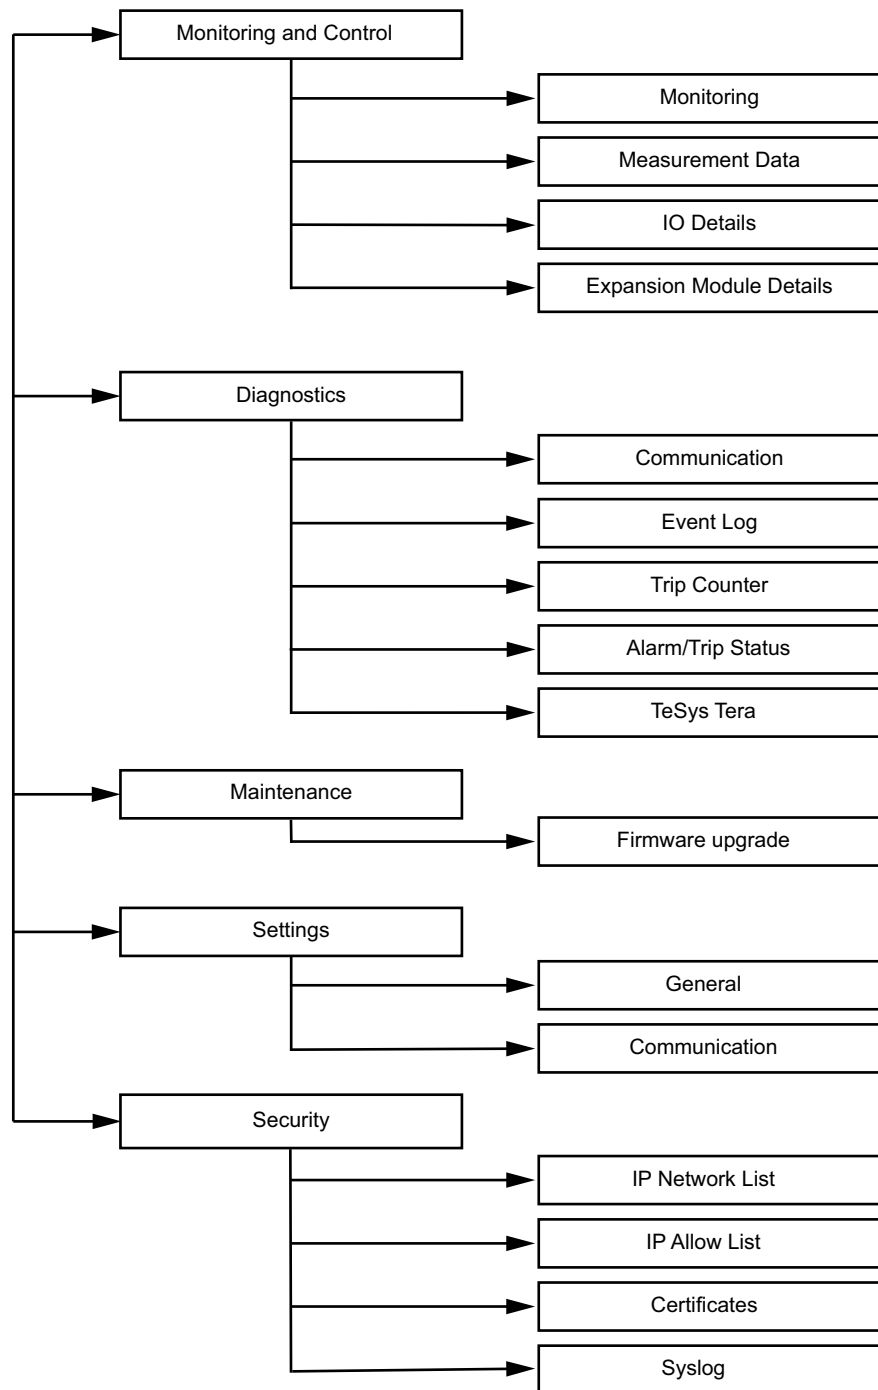 Monitoring and Control
Monitoring
Measurement Data
IO Details
Expansion Module Details
Diagnostics
Communication
Event Log
Trip Counter
Alarm/Trip Status
TeSys Tera
Maintenance
Firmware upgrade
Settings
General
Communication
Security
IP Network List
IP Allow List
Certificates
Syslog